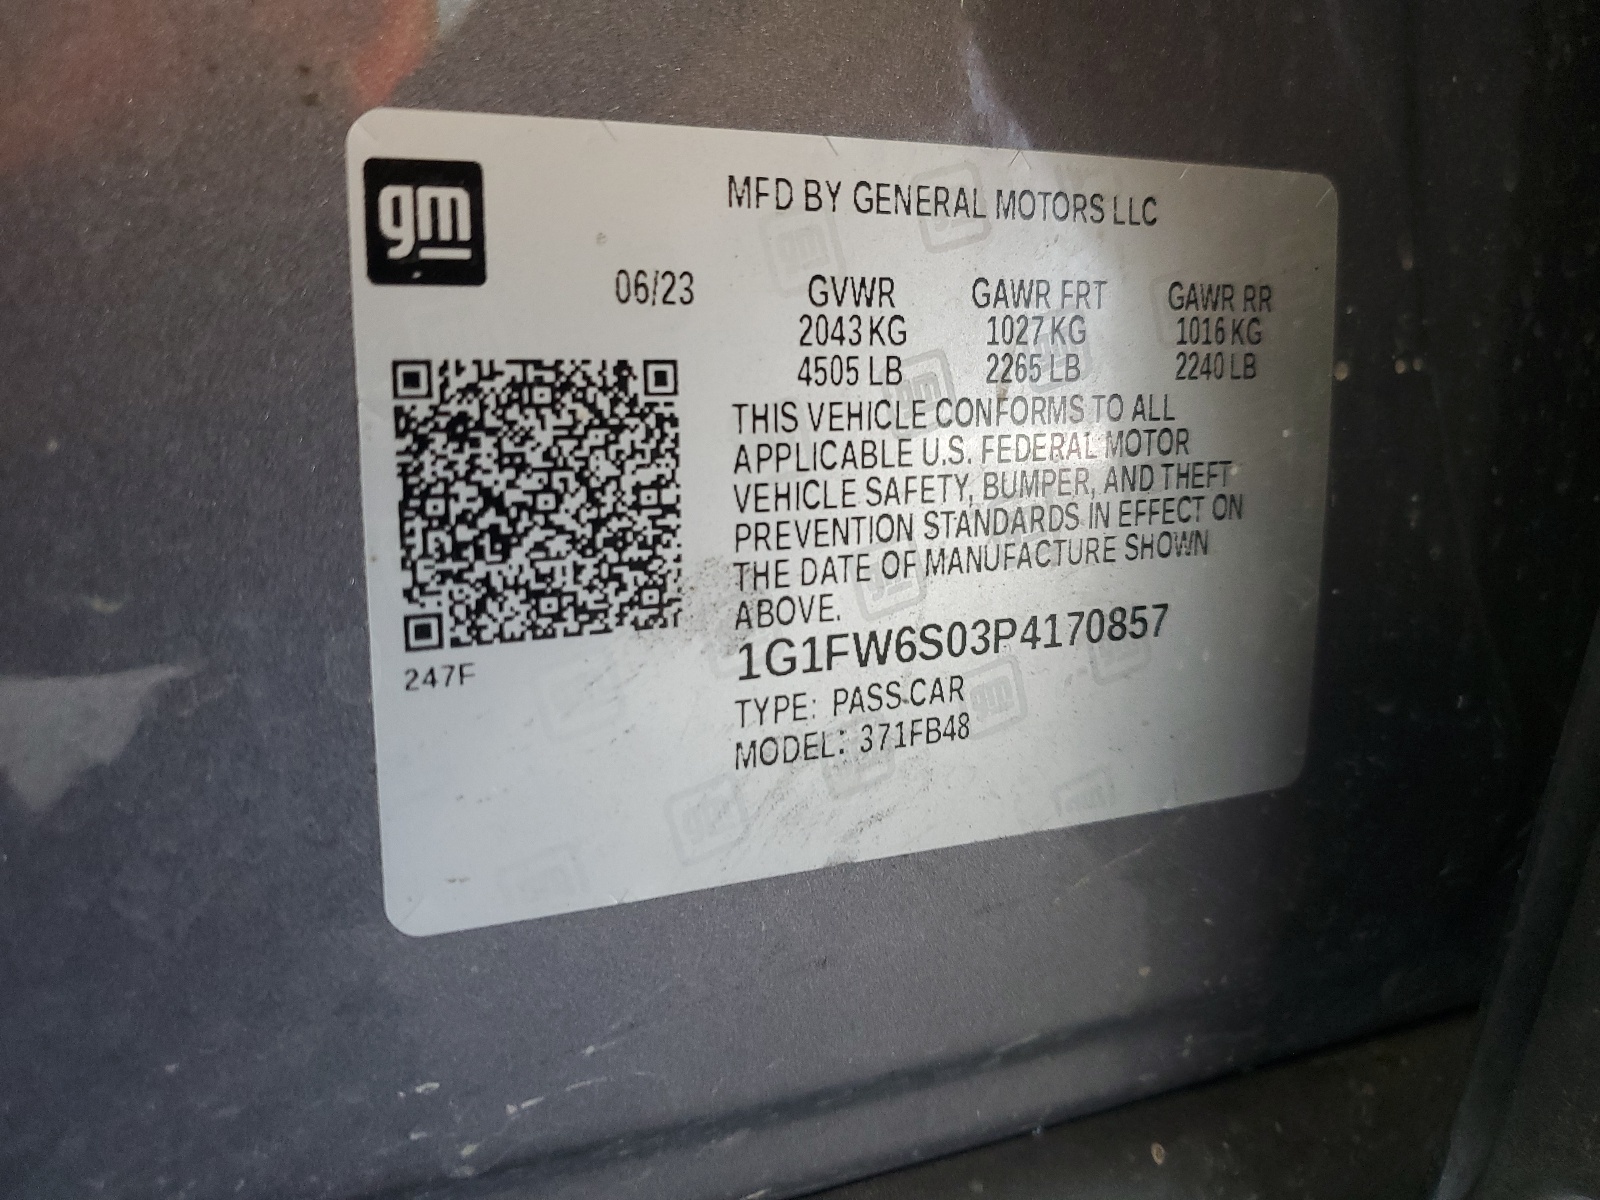 gm
MFD BY GENERAL MOTORS LLC
06/23 GVWR GAWR FRT GAWR RR
2043 KG 1027 KG 1016 KG
4505 LB 2265 LB 2240 LB
THIS VEHICLE CONFORMS TO ALL
APPLICABLE U.S. FEDERAL MOTOR
VEHICLE SAFETY, BUMPER, AND THEFT
PREVENTION STANDARDS IN EFFECT ON
THE DATE OF MANUFACTURE SHOWN
ABOVE.
1G1FW6S03P4170857
247F
TYPE: PASS.CAR
MODEL: 371FB48